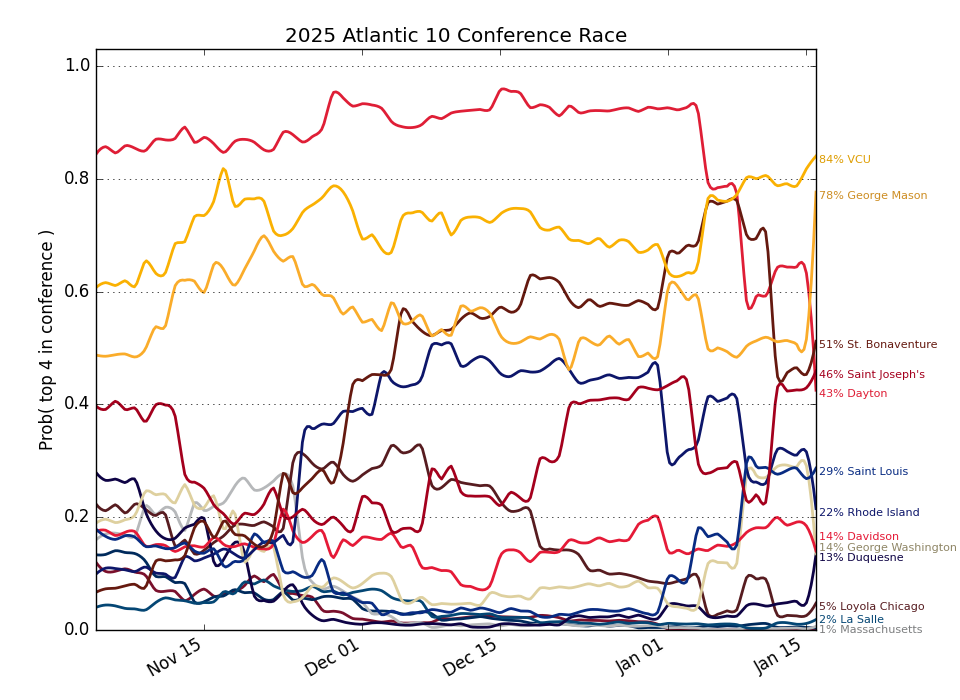 2025 Atlantic 10 Conference Race
Prob( top 4 in conference )
1.0
0.8
0.6
0.4
0.2
0.0
Nov 15
Dec 01
Dec 15
Jan 01
Jan 15
84% VCU
78% George Mason
51% St. Bonaventure
46% Saint Joseph's
43% Dayton
29% Saint Louis
22% Rhode Island
14% Davidson
14% George Washington
13% Duquesne
5% Loyola Chicago
2% La Salle
1% Massachusetts